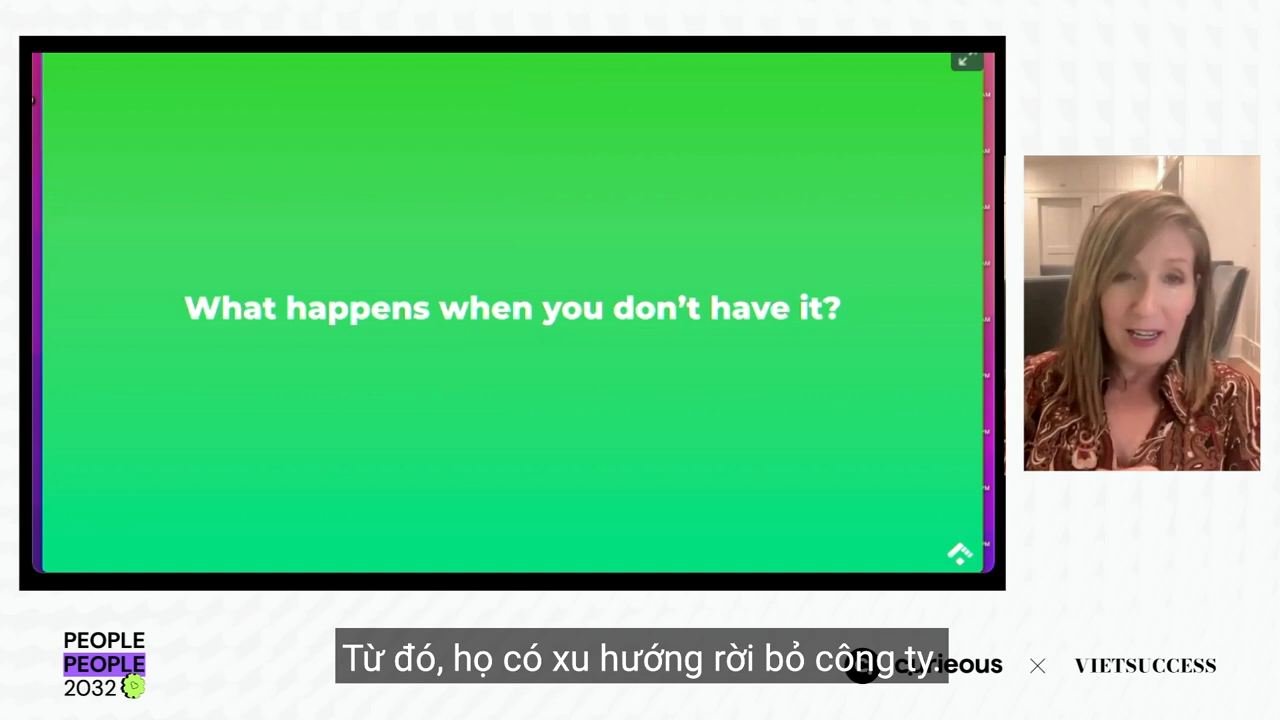 What happens when you don't have it?
PEOPLE
PEOPLE
2032
Từ đó, họ có xu hướng rời bỏ công ty.
curieous
VIETSUCCESS